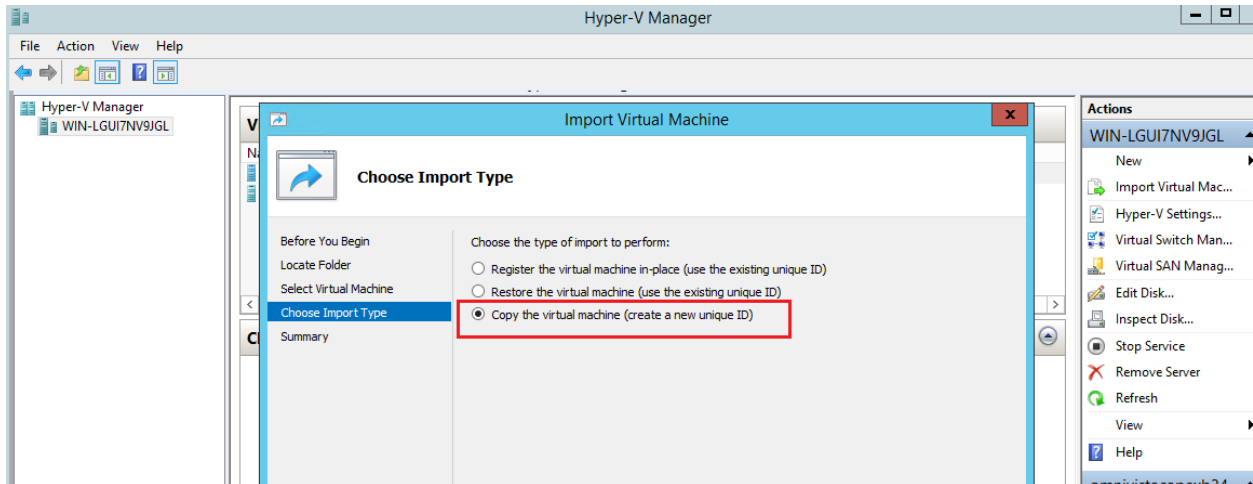 Hyper-V Manager
File Action View Help
Hyper-V Manager
WIN-LGUI7NV9JGL
Import Virtual Machine
x
Choose Import Type
Before You Begin
Locate Folder
Select Virtual Machine
Choose Import Type
Summary
Choose the type of import to perform:
Register the virtual machine in-place (use the existing unique ID)
Restore the virtual machine (use the existing unique ID)
Copy the virtual machine (create a new unique ID)
Actions
WIN-LGUI7NV9JGL
New
Import Virtual Mac...
Hyper-V Settings...
Virtual Switch Man...
Virtual SAN Manag...
Edit Disk...
Inspect Disk...
Stop Service
Remove Server
Refresh
View
Help